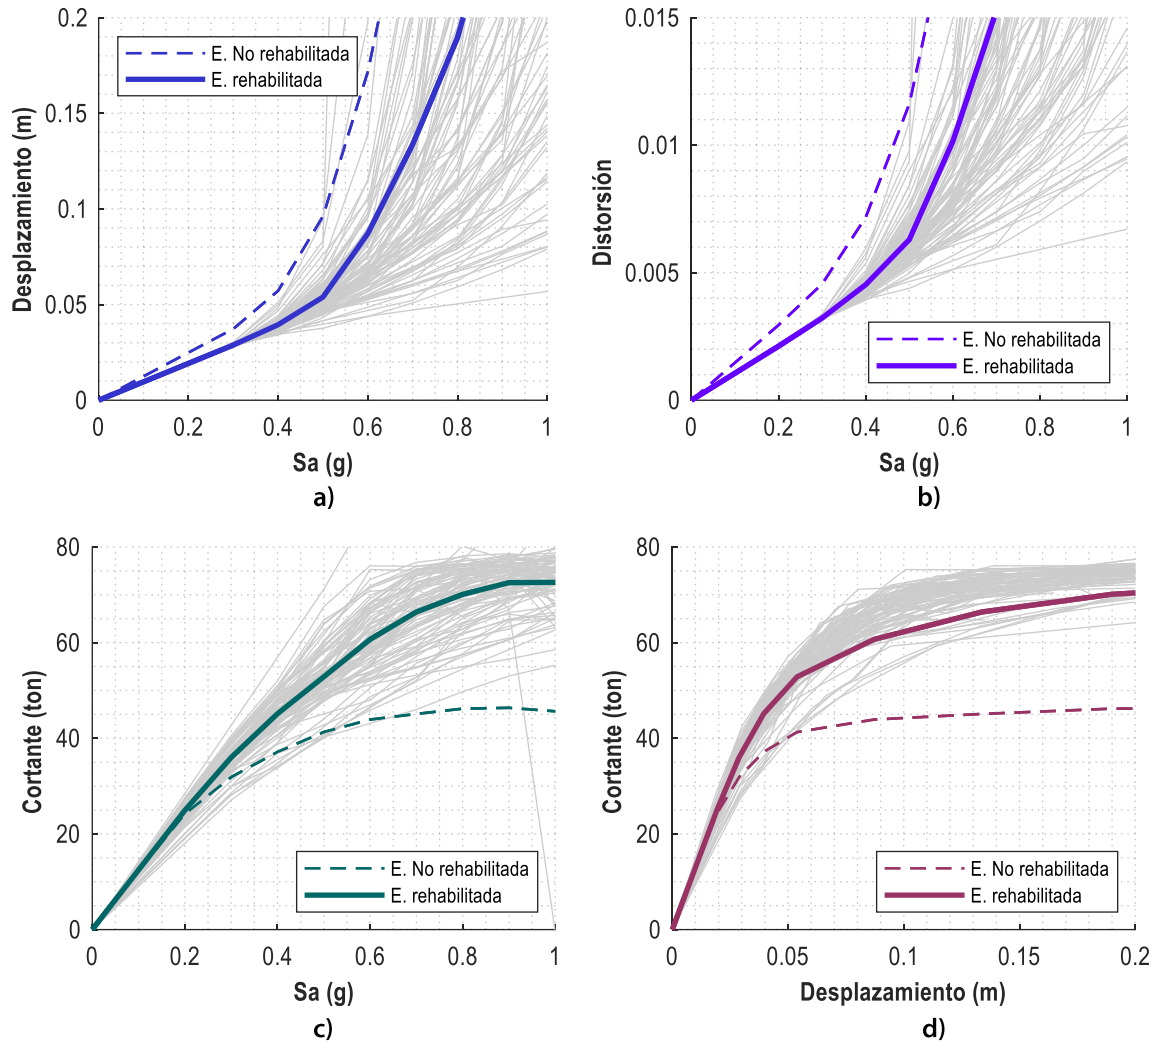 0.2
0.15
0.1
0.05
0
Desplazamiento (m)
E. No rehabilitada
E. rehabilitada
0 0.2 0.4 0.6 0.8 1
Sa (g)
a)
0.015
0.01
0.005
0
Distorsión
E. No rehabilitada
E. rehabilitada
0 0.2 0.4 0.6 0.8 1
Sa (g)
b)
80
60
40
20
0
Cortante (ton)
E. No rehabilitada
E. rehabilitada
0 0.2 0.4 0.6 0.8 1
Sa (g)
c)
80
60
40
20
0
Cortante (ton)
E. No rehabilitada
E. rehabilitada
0 0.05 0.1 0.15 0.2
Desplazamiento (m)
d)